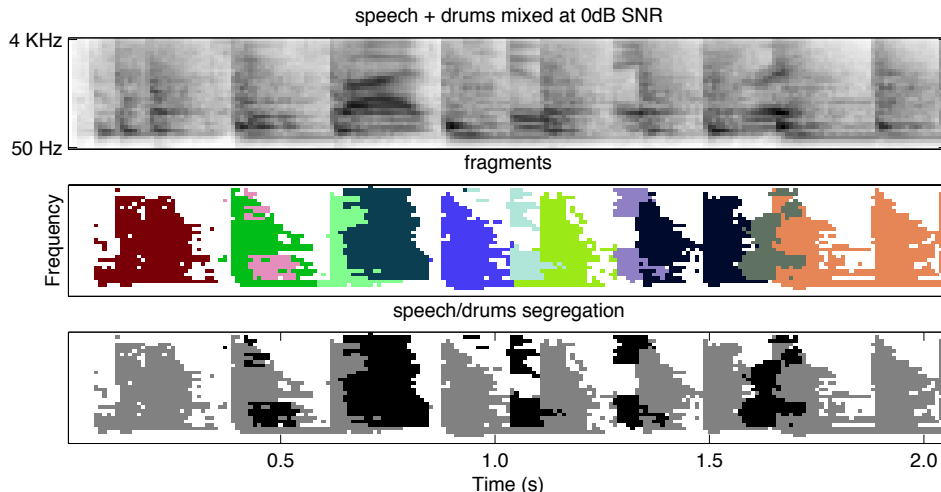 speech + drums mixed at 0dB SNR
4 KHz
50 Hz
fragments
Frequency
speech/drums segregation
0.5 1.0 1.5 2.0
Time (s)